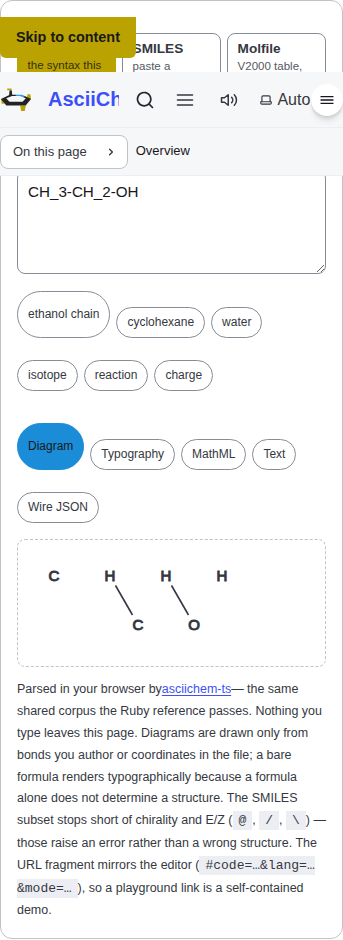 Skip to content
SMILES
Molfile
the syntax this
paste a
V2000 table,
AsciiCh
Auto
On this page
Overview
CH_3-CH_2-OH
ethanol chain
cyclohexane
water
isotope
reaction
charge
Diagram
Typography
MathML
Text
Wire JSON
C H H H
C O
Parsed in your browser by asciichem-ts — the same
shared corpus the Ruby reference passes. Nothing you
type leaves this page. Diagrams are drawn only from
bonds you author or coordinates in the file; a bare
formula renders typographically because a formula
alone does not determine a structure. The SMILES
subset stops short of chirality and E/Z ( @ , / , \ ) —
those raise an error rather than a wrong structure. The
URL fragment mirrors the editor ( #code=…&lang=…
&mode=… ), so a playground link is a self-contained
demo.